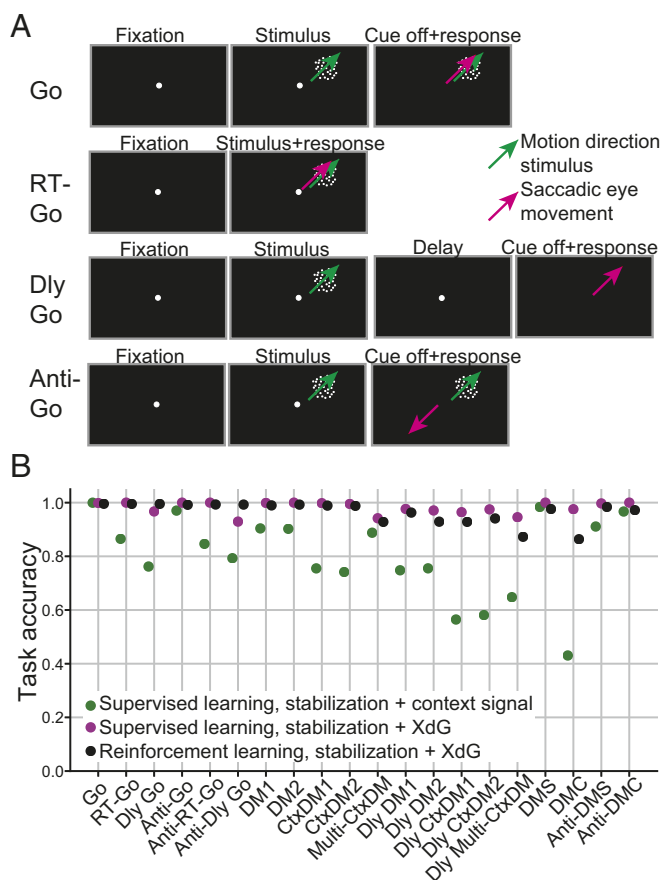 A
Fixation Stimulus Cue off+response
Go
Fixation Stimulus+response
RT-
Go
Motion direction
stimulus
Saccadic eye
movement
Fixation Stimulus Delay Cue off+response
Dly
Go
Fixation Stimulus Cue off+response
Anti-
Go
B
Task accuracy
1.0
0.8
0.6
0.4
0.2
0.0
Supervised learning, stabilization + context signal
Supervised learning, stabilization + XdG
Reinforcement learning, stabilization + XdG
Go
RT-Go
Dly Go
Anti-Go
Anti-RT-Go
Anti-Dly Go
DM1
DM2
CtxDM1
CtxDM2
Multi-CtxDM
Dly DM1
Dly DM2
Dly CtxDM1
Dly CtxDM2
Dly Multi-CtxDM
DMS
DMC
Anti-DMS
Anti-DMC